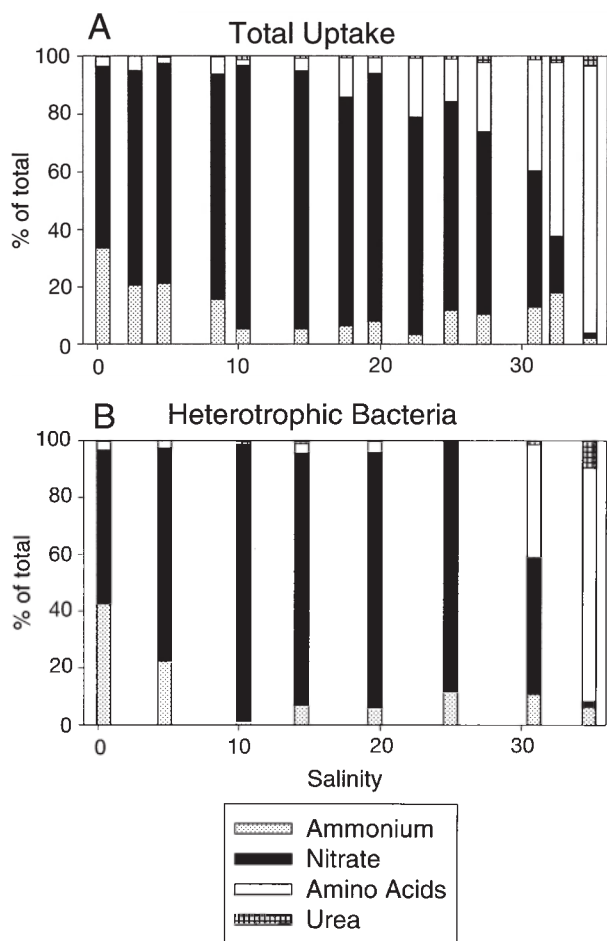 A Total Uptake
100
80
60
40
20
0
% of total
0 10 20 30
B Heterotrophic Bacteria
100
80
60
40
20
0
% of total
0 10 20 30
Salinity
Ammonium
Nitrate
Amino Acids
Urea